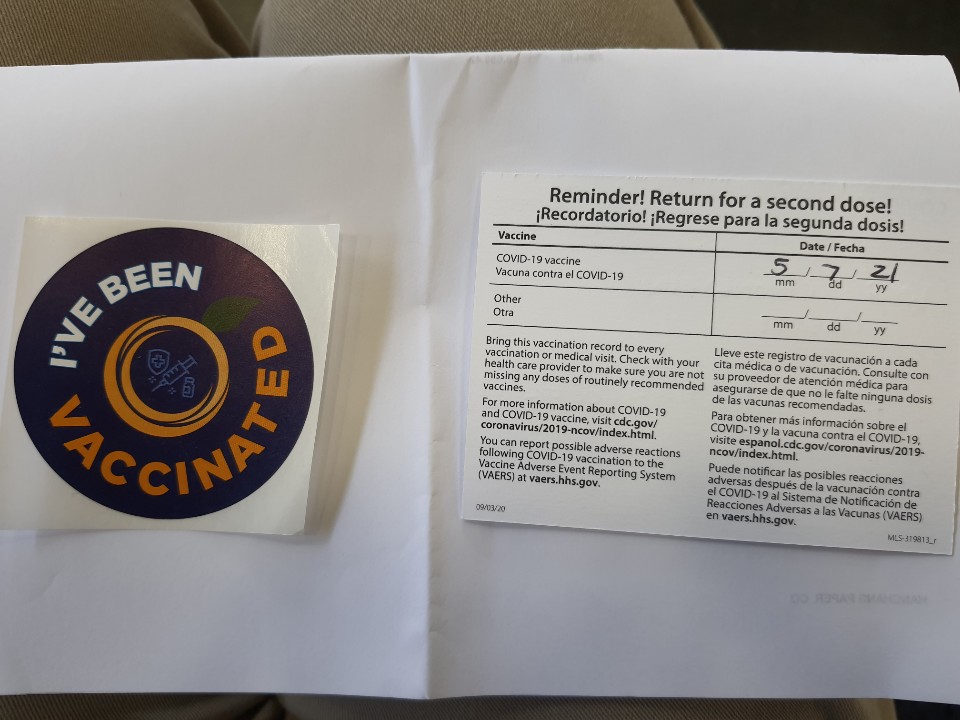 I'VE BEEN
VACCINATED
Reminder! Return for a second dose!
¡Recordatorio! ¡Regrese para la segunda dosis!
Vaccine
Date / Fecha
COVID-19 vaccine
Vacuna contra el COVID-19
5 / 7 / 21
mm dd yy
Other
Otra
__/__/__
mm dd yy
Bring this vaccination record to every
vaccination or medical visit. Check with your
health care provider to make sure you are not
missing any doses of routinely recommended
vaccines.
For more information about COVID-19
and COVID-19 vaccine, visit cdc.gov/
coronavirus/2019-ncov/index.html.
You can report possible adverse reactions
following COVID-19 vaccination to the
Vaccine Adverse Event Reporting System
(VAERS) at vaers.hhs.gov.
09/03/20
Lleve este registro de vacunación a cada
cita médica o de vacunación. Consulte con
su proveedor de atención médica para
asegurarse de que no le falte ninguna dosis
de las vacunas recomendadas.
Para obtener más información sobre el
COVID-19 y la vacuna contra el COVID-19,
visite espanol.cdc.gov/coronavirus/2019-
ncov/index.html.
Puede notificar las posibles reacciones
adversas después de la vacunación contra
el COVID-19 al Sistema de Notificación de
Reacciones Adversas a las Vacunas (VAERS)
en vaers.hhs.gov.
MLS-319813_r